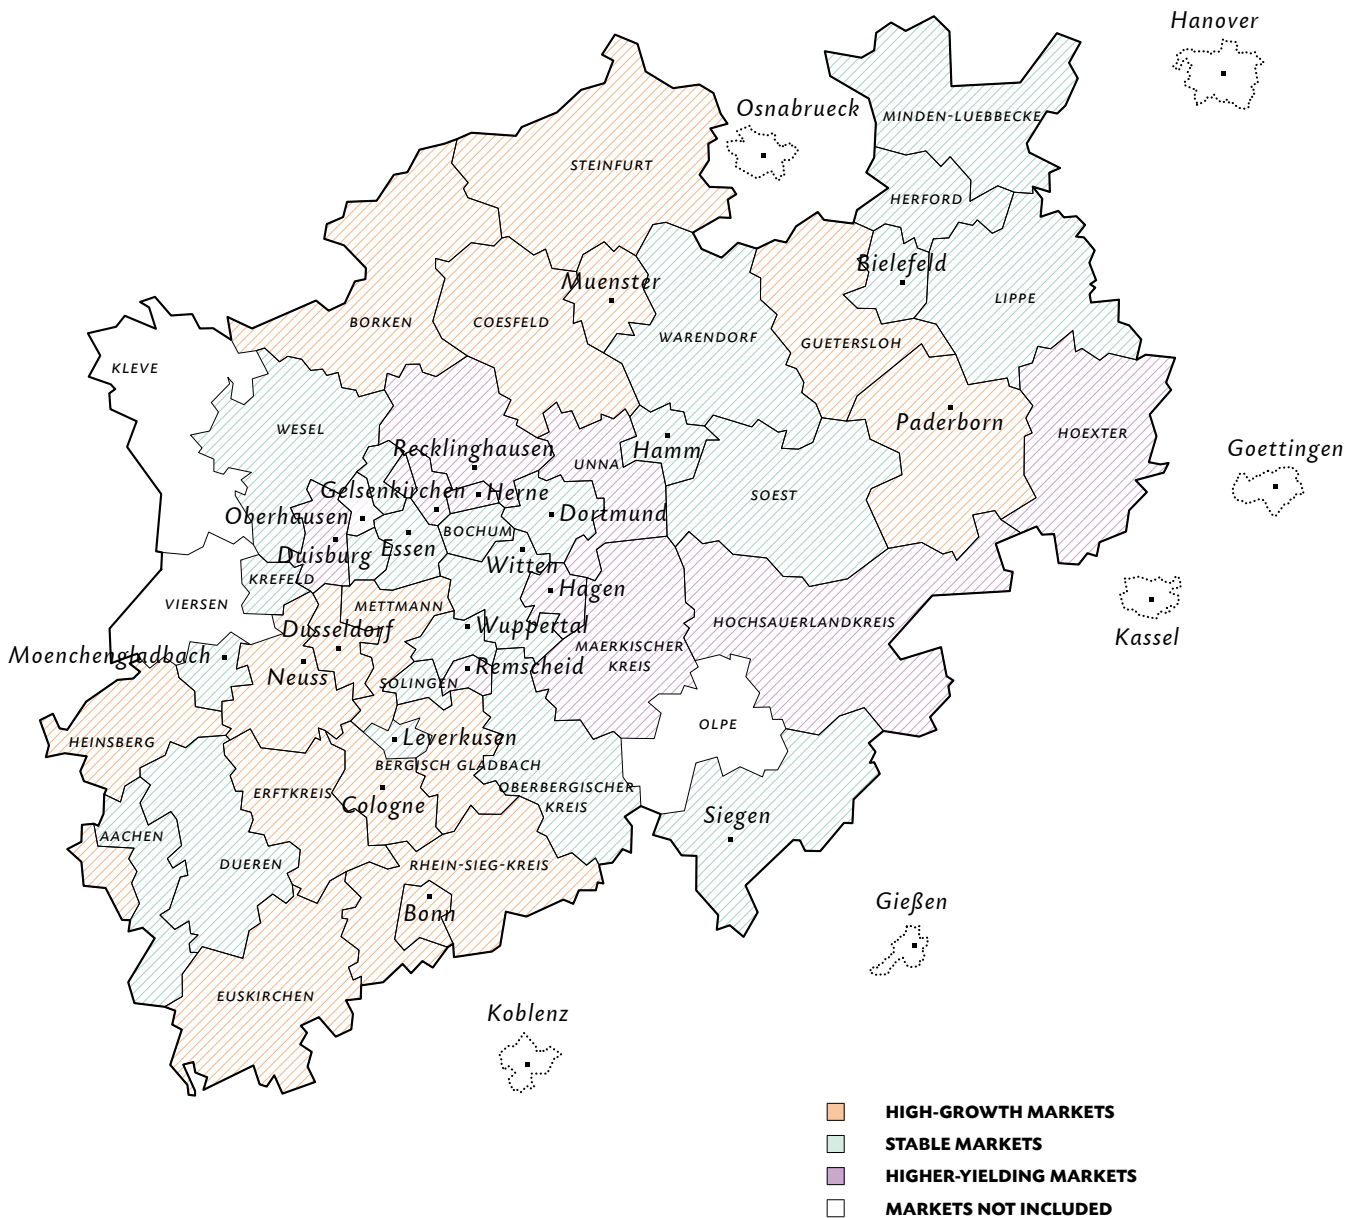 Hanover
Osnabrueck
MINDEN-LUEBBECKE
STEINFURT
HERFORD
Bielefeld
Muenster
LIPPE
BORKEN
COESFELD
WARENDORF
GUETERSLOH
KLEVE
Paderborn
WESEL
HOEXTER
Recklinghausen
Hamm
Goettingen
UNNA
Gelsenkirchen
Herne
SOEST
Oberhausen
Dortmund
BOCHUM
Duisburg
Essen
Witten
KREFELD
Hagen
VIERSEN
METTMANN
Dusseldorf
Wuppertal
HOCHSAUERLANDKREIS
Kassel
Moenchengladbach
MAERKISCHER
KREIS
Remscheid
Neuss
SOLINGEN
OLPE
HEINSBERG
Leverkusen
BERGISCH GLADBACH
ERFTKREIS
OBERBERGISCHER
KREIS
Cologne
Siegen
AACHEN
DUEREN
RHEIN-SIEG-KREIS
Gießen
Bonn
EUSKIRCHEN
Koblenz
HIGH-GROWTH MARKETS
STABLE MARKETS
HIGHER-YIELDING MARKETS
MARKETS NOT INCLUDED